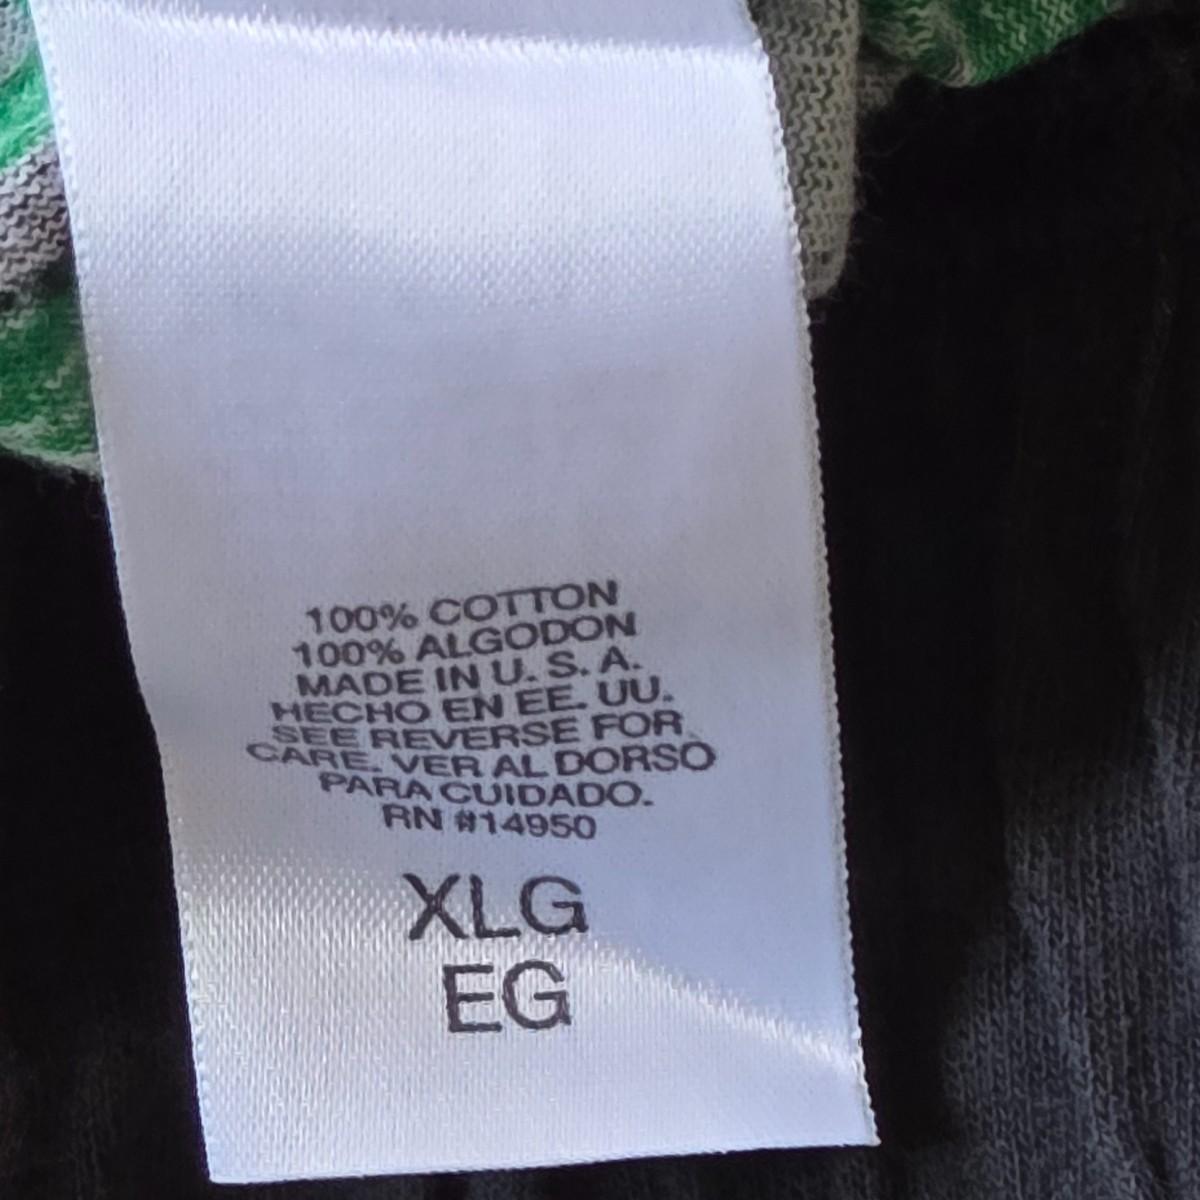 100% COTTON
100% ALGODON
MADE IN U. S. A.
HECHO EN EE. UU.
SEE REVERSE FOR
CARE. VER AL DORSO
PARA CUIDADO.
RN #14950
XLG
EG